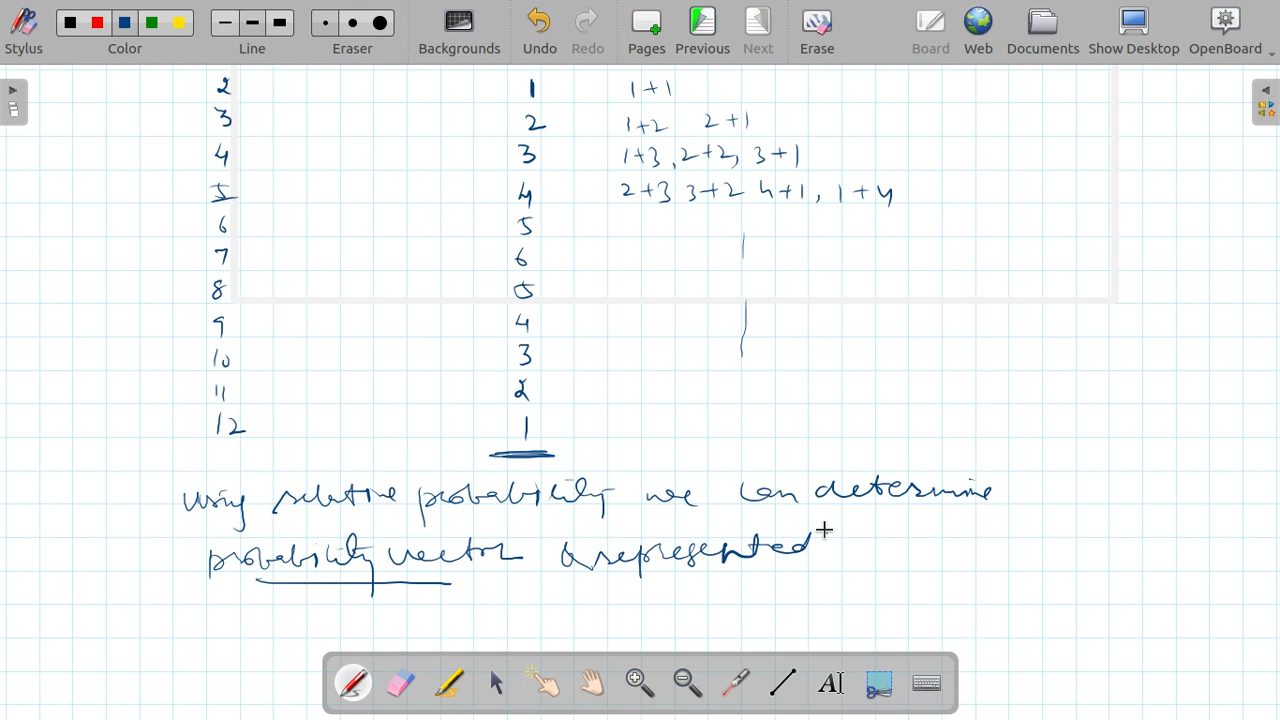 Stylus Color Line Eraser Backgrounds Undo Redo Pages Previous Next Erase Board Web Documents Show Desktop OpenBoard
2 1 1+1
3 2 1+2 2+1
4 3 1+3, 2+2, 3+1
5 4 2+3 3+2 4+1, 1+4
6 5
7 6
8 5
9 4
10 3
11 2
12 1
Using relative probability we can determine
probability vector represented